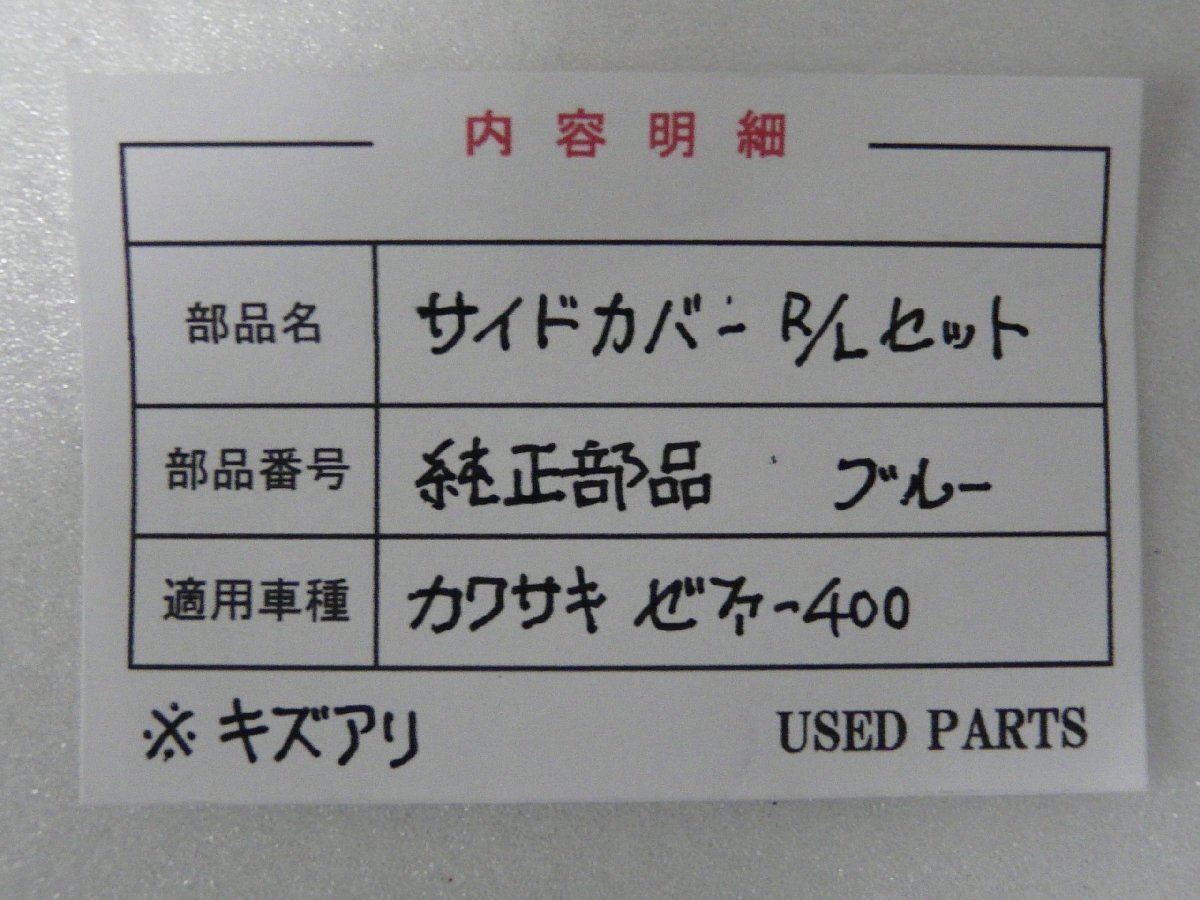 内容明細
部品名 サイドカバー R/Lセット
部品番号 純正部品 ブルー
適用車種 カワサキ ゼファー400
※キズアリ USED PARTS